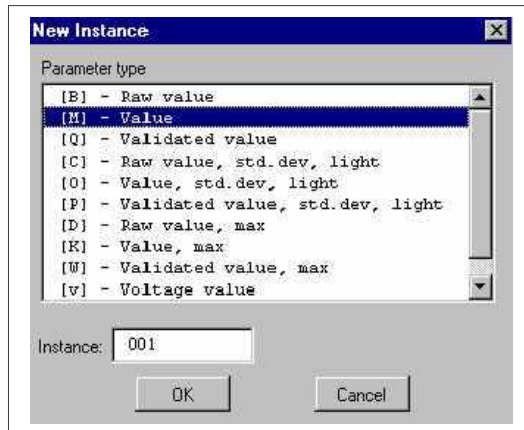 New Instance
Parameter type
[B] - Raw value
[M] - Value
[Q] - Validated value
[C] - Raw value, std.dev, light
[O] - Value, std.dev, light
[P] - Validated value, std.dev, light
[D] - Raw value, max
[K] - Value, max
[W] - Validated value, max
[v] - Voltage value
Instance: 001
OK Cancel